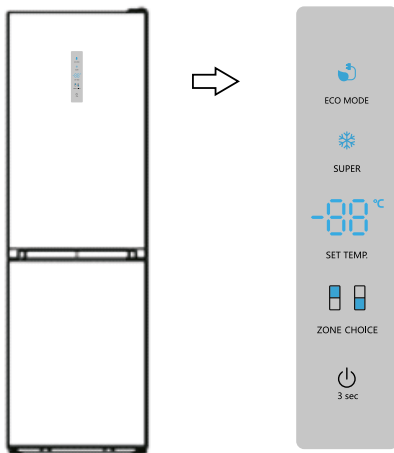 ECO MODE
SUPER
-88 °C
SET TEMP.
ZONE CHOICE
3 sec